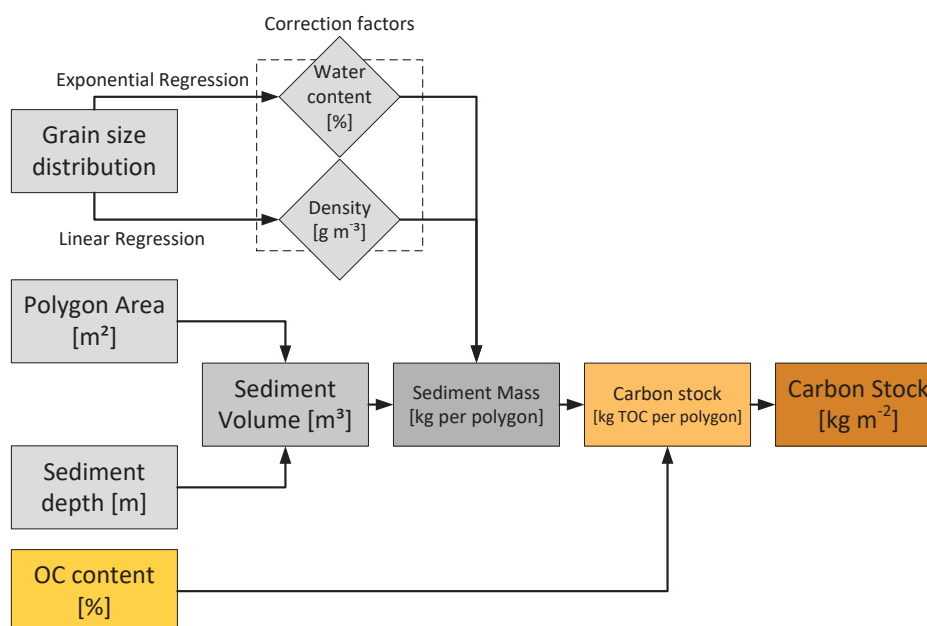 Correction factors
Exponential Regression
Water
content
[%]
Grain size
distribution
Density
[g m⁻³]
Linear Regression
Polygon Area
[m²]
Sediment
Volume [m³]
Sediment Mass
[kg per polygon]
Carbon stock
[kg TOC per polygon]
Carbon Stock
[kg m⁻²]
Sediment
depth [m]
OC content
[%]